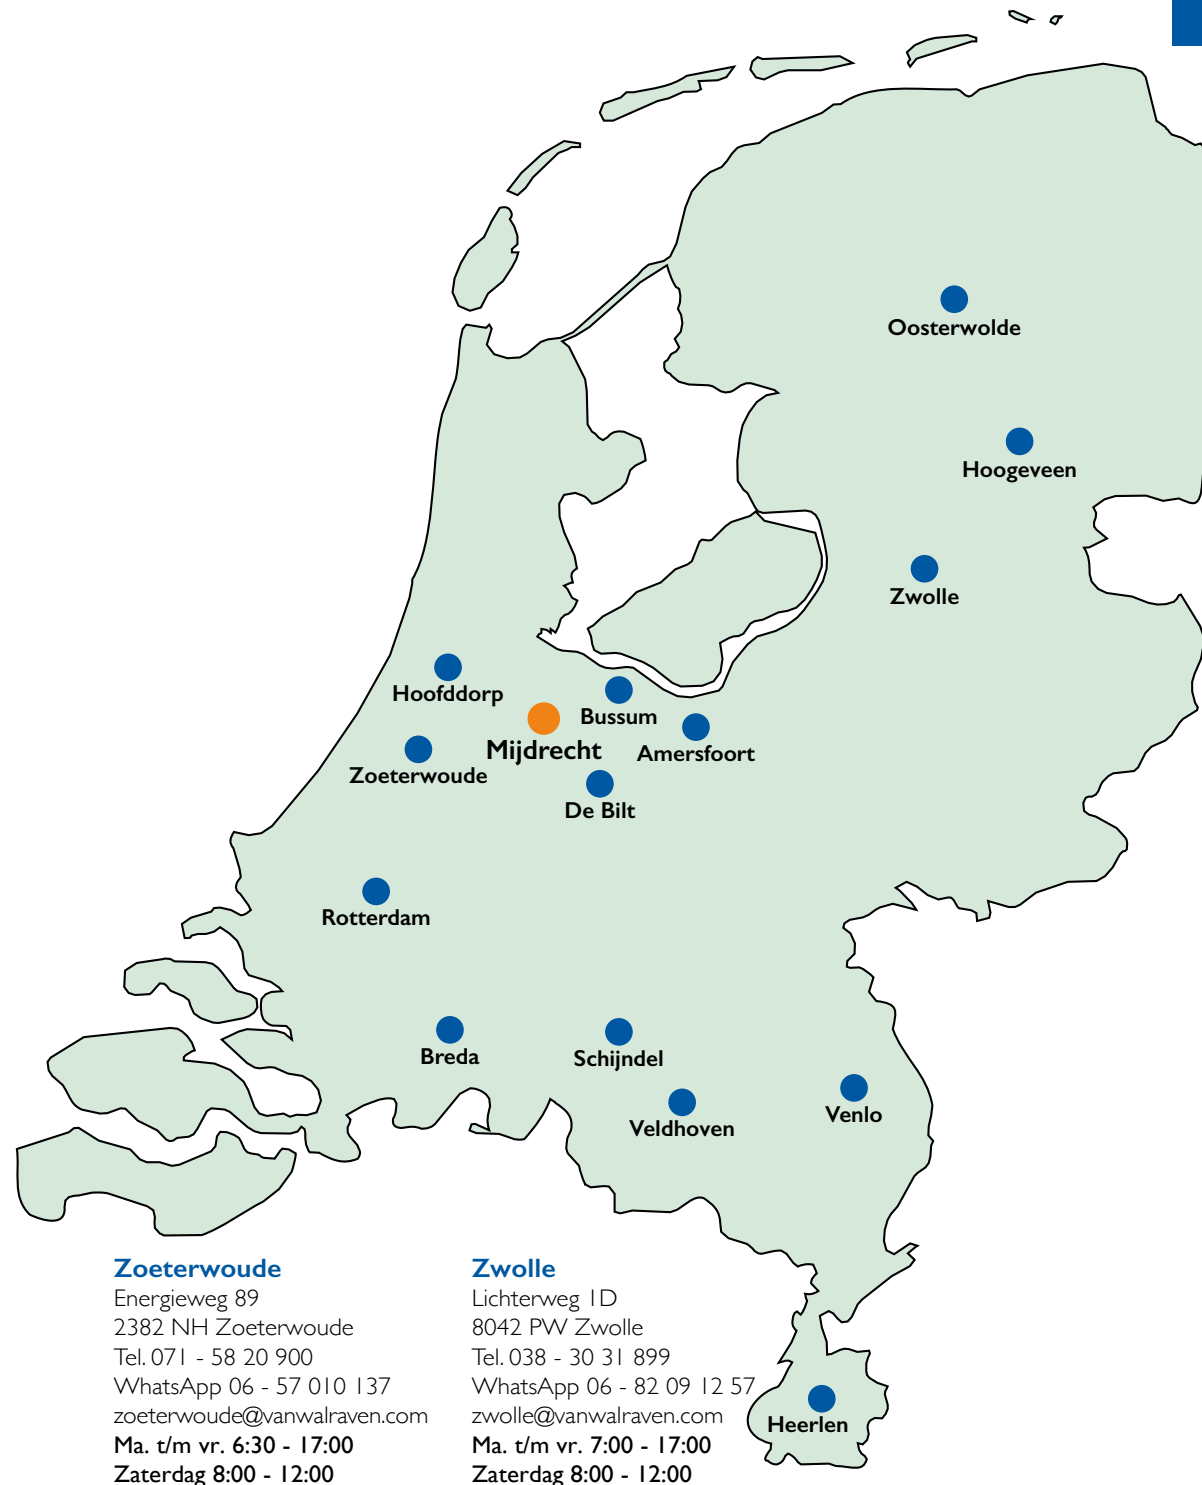 Oosterwolde
Hoogeveen
Zwolle
Hoofddorp
Bussum
Mijdrecht
Amersfoort
Zoeterwoude
De Bilt
Rotterdam
Breda
Schijndel
Venlo
Veldhoven
Heerlen
Zoeterwoude
Energieweg 89
2382 NH Zoeterwoude
Tel. 071 - 58 20 900
WhatsApp 06 - 57 010 137
zoeterwoude@vanwalraven.com
Ma. t/m vr. 6:30 - 17:00
Zaterdag 8:00 - 12:00
Zwolle
Lichterweg 1D
8042 PW Zwolle
Tel. 038 - 30 31 899
WhatsApp 06 - 82 09 12 57
zwolle@vanwalraven.com
Ma. t/m vr. 7:00 - 17:00
Zaterdag 8:00 - 12:00